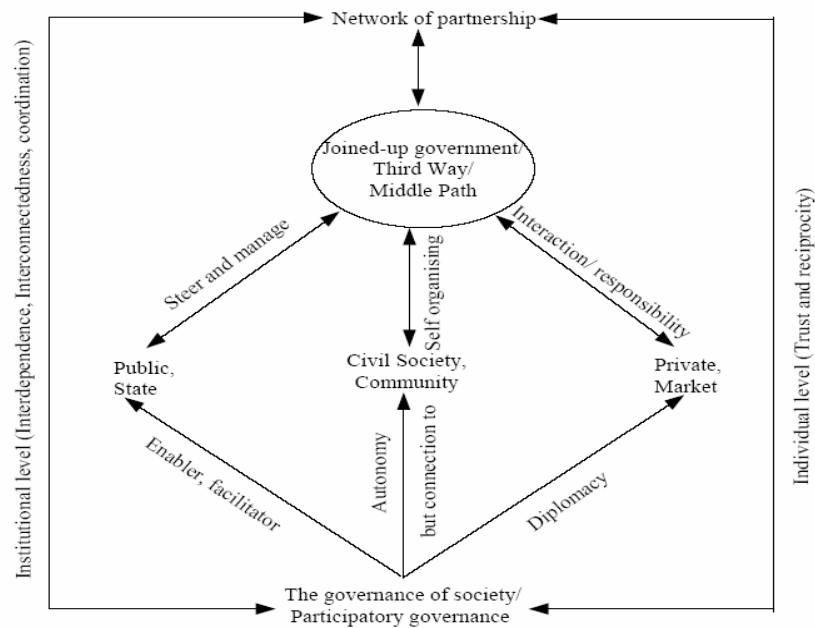 Network of partnership
Joined-up government/
Third Way/
Middle Path
Steer and manage
Self organising
Interaction/ responsibility
Public,
State
Civil Society,
Community
Private,
Market
Enabler, facilitator
Autonomy
but connection to
Diplomacy
The governance of society/
Participatory governance
Institutional level (Interdependence, Interconnectedness, coordination)
Individual level (Trust and reciprocity)